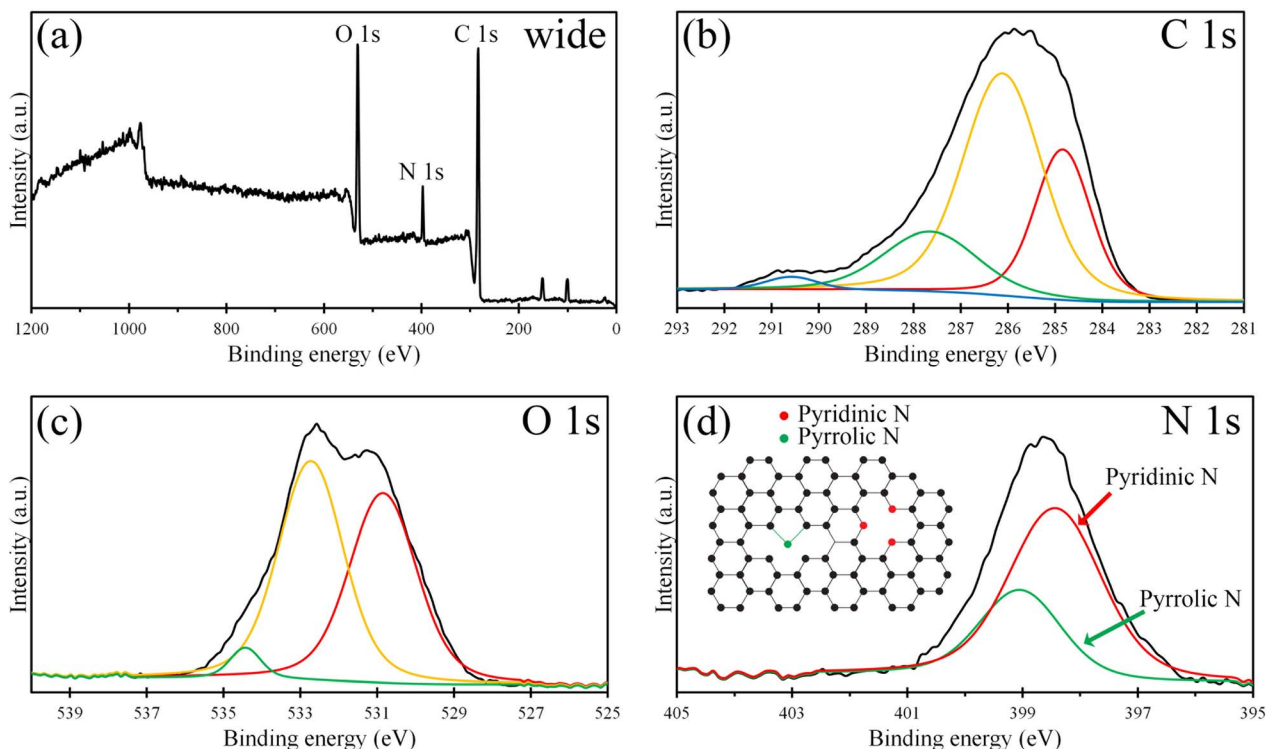 (a)
wide
O 1s
C 1s
N 1s
Intensity (a.u.)
1200 1000 600 400 200 0
Binding energy (eV)
(b)
C 1s
Intensity (a.u.)
293 292 291 290 288 287 286 284 283 282 281
Binding energy (eV)
(c)
O 1s
Intensity (a.u.)
539 537 535 533 531 529 527 525
Binding energy (eV)
(d)
N 1s
Pyridinic N
Pyrrolic N
Pyridinic N
Pyrrolic N
Intensity (a.u.)
405 403 401 399 397 395
Binding energy (eV)